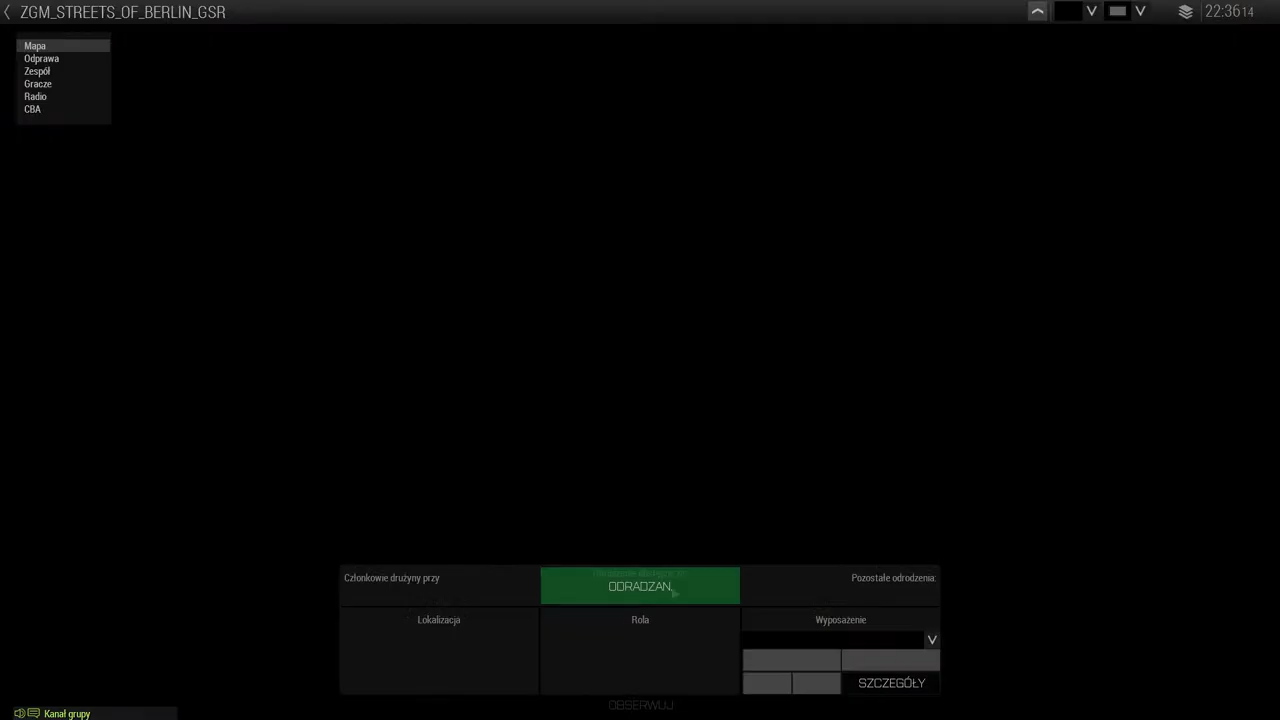 ZGM_STREETS_OF_BERLIN_GSR
22:36 14
Mapa
Odprawa
Zespół
Gracze
Radio
CBA
Członkowie drużyny przy
ODRADZAN
Pozostałe odrodzenia:
Lokalizacja
Rola
Wyposażenie
SZCZEGÓŁY
OBSERWUJ
Kanał grupy